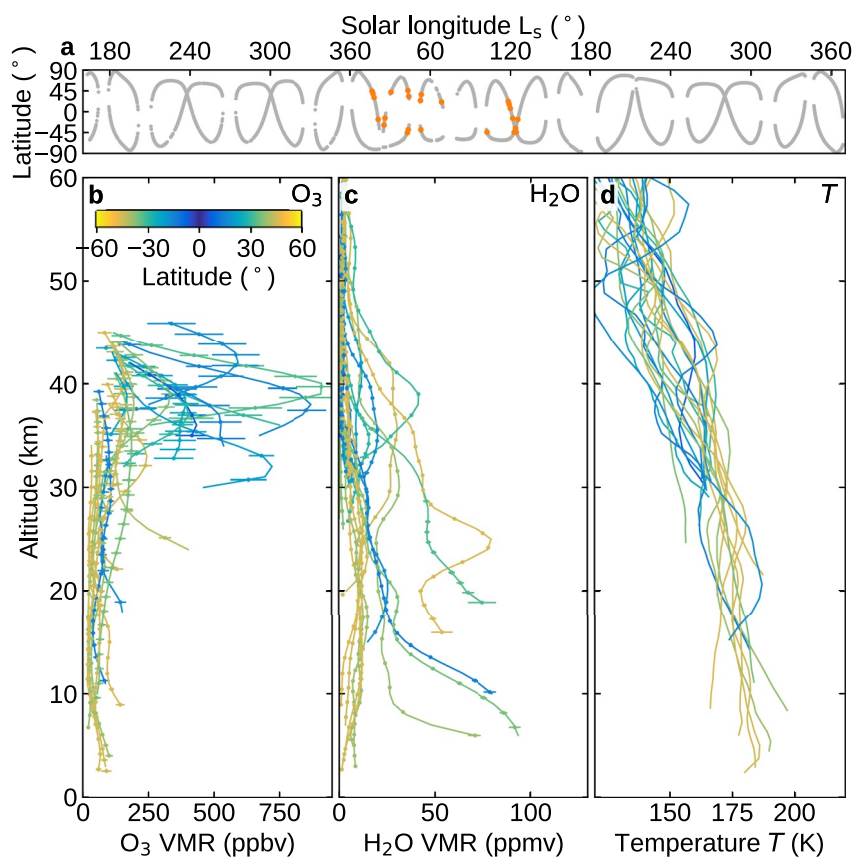 Solar longitude Lₛ (°)
a 180 240 300 360 60 120 180 240 300 360
Latitude (°)
90
45
0
−45
−90
b O₃ c H₂O d T
60
50
40
30
20
10
0
Altitude (km)
−60 −30 0 30 60
Latitude (°)
0 250 500 750 0 50 100 150 175 200
O₃ VMR (ppbv) H₂O VMR (ppmv) Temperature T (K)